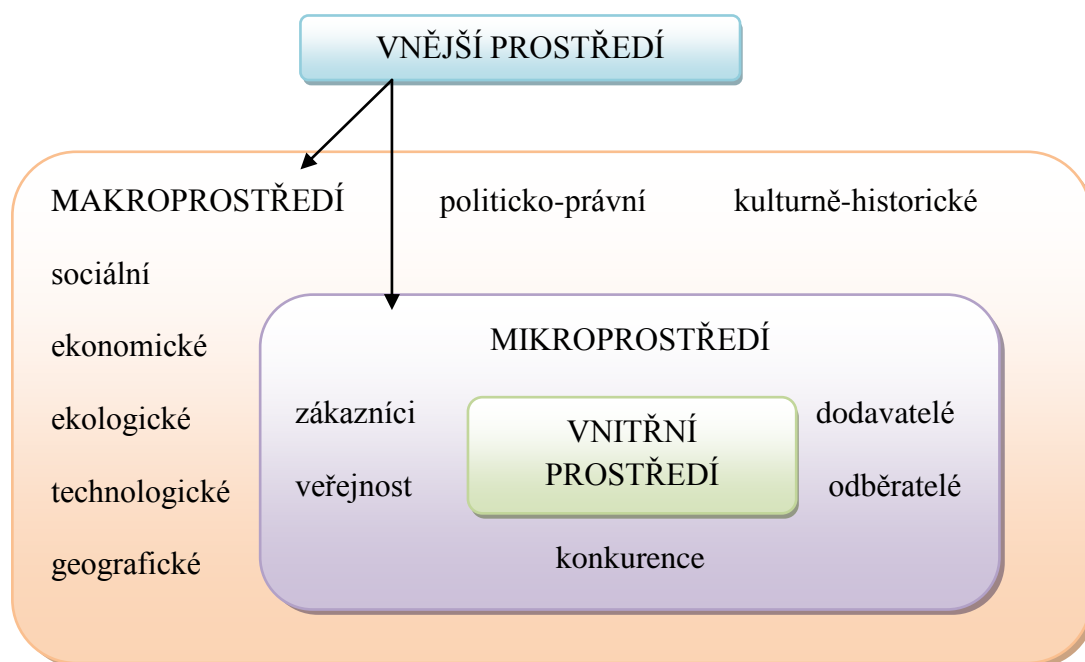 VNĚJŠÍ PROSTŘEDÍ
MAKROPROSTŘEDÍ politicko-právní kulturně-historické
sociální
ekonomické
ekologické
technologické
geografické
MIKROPROSTŘEDÍ
zákazníci
veřejnost
VNITŘNÍ
PROSTŘEDÍ
dodavatelé
odběratelé
konkurence